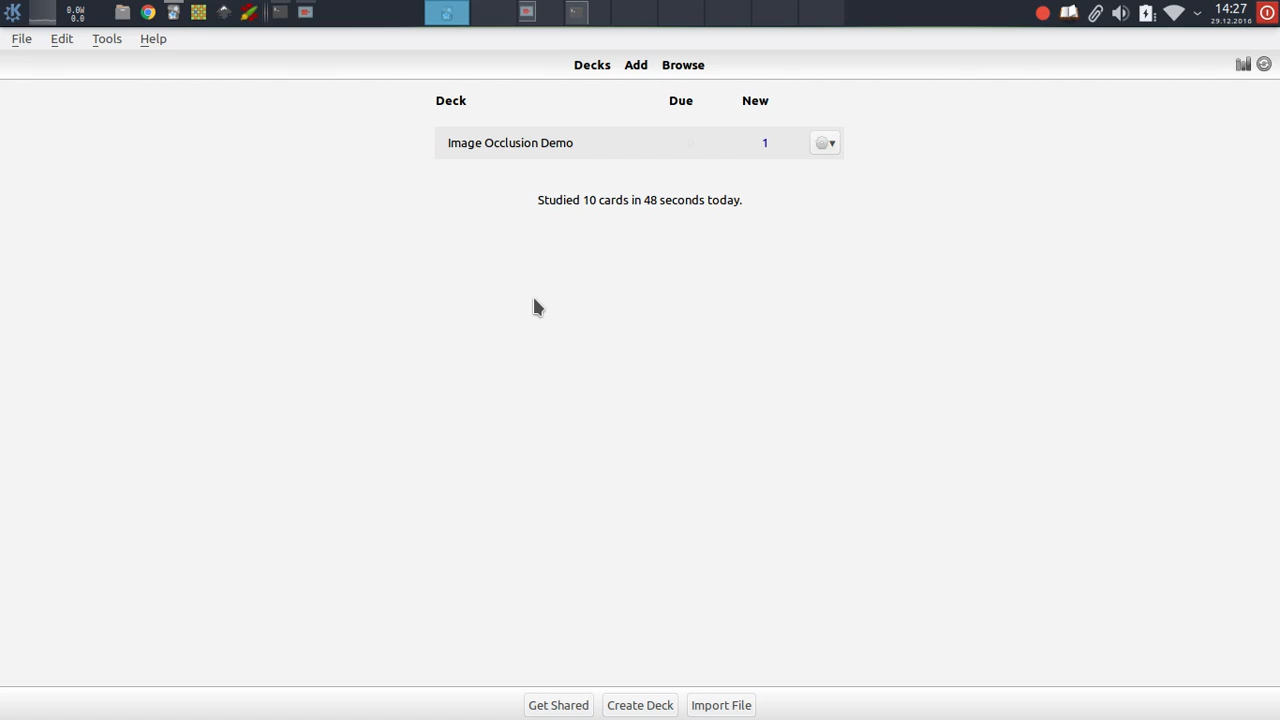 0.0W
0.0
14:27
29.12.2016
File Edit Tools Help
Decks Add Browse
Deck Due New
Image Occlusion Demo 0 1
Studied 10 cards in 48 seconds today.
Get Shared Create Deck Import File